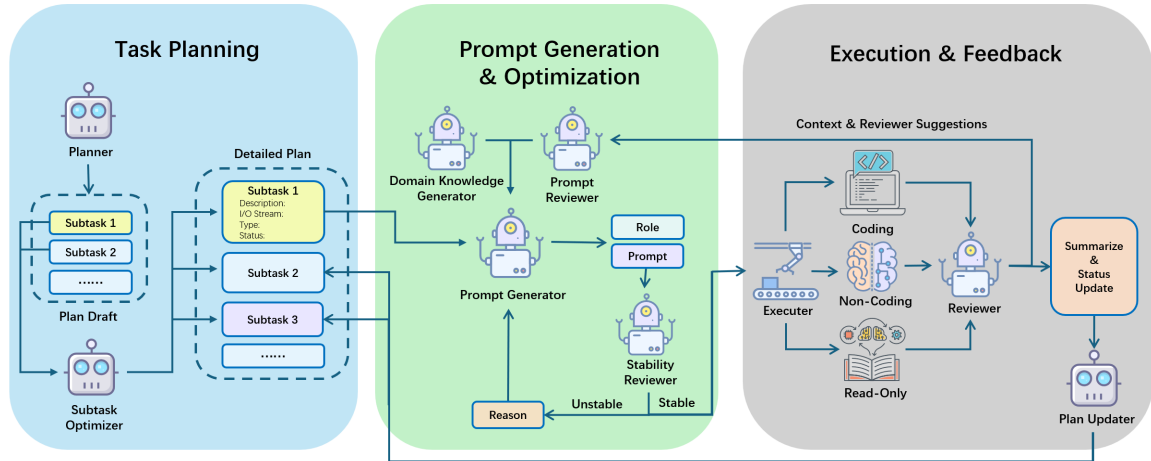 Task Planning
Planner
Subtask 1
Subtask 2
······
Plan Draft
Subtask
Optimizer
Detailed Plan
Subtask 1
Description:
I/O Stream:
Type:
Status:
Subtask 2
Subtask 3
······
Prompt Generation
& Optimization
Domain Knowledge
Generator
Prompt
Reviewer
Prompt Generator
Role
Prompt
Stability
Reviewer
Unstable
Stable
Reason
Execution & Feedback
Context & Reviewer Suggestions
Coding
Executer
Non-Coding
Read-Only
Reviewer
Summarize
&
Status
Update
Plan Updater